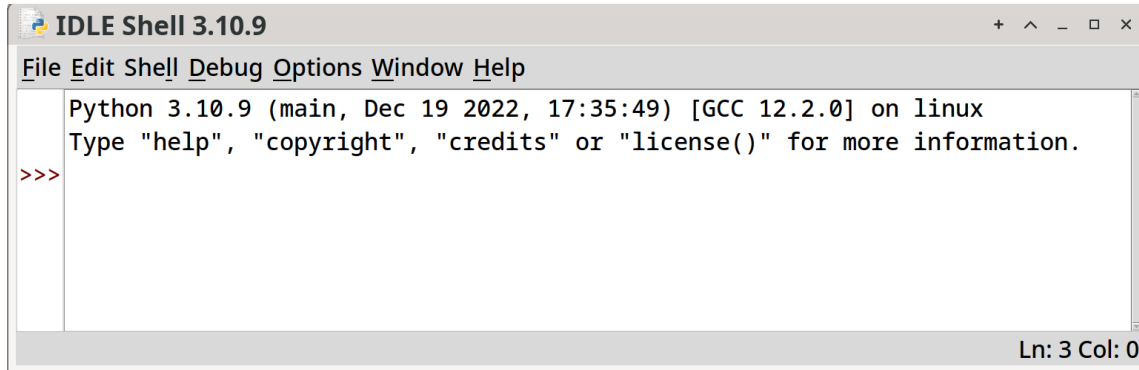 IDLE Shell 3.10.9
File Edit Shell Debug Options Window Help
Python 3.10.9 (main, Dec 19 2022, 17:35:49) [GCC 12.2.0] on linux
Type "help", "copyright", "credits" or "license()" for more information.
>>>
Ln: 3 Col: 0